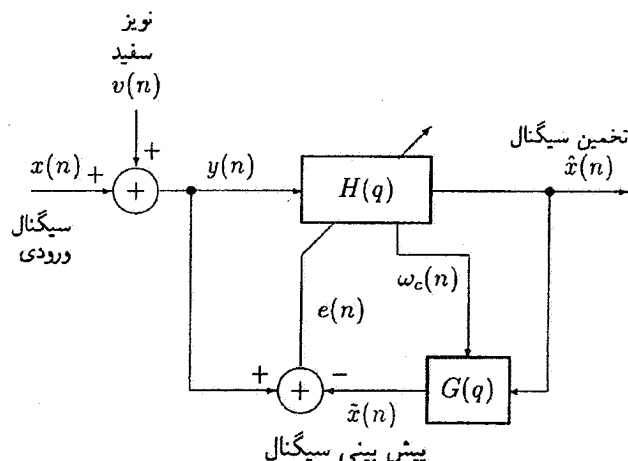 نویز
سفید
v(n)
+
x(n) +
+
y(n)
H(q)
تخمین سیگنال
x̂(n)
سیگنال
ورودی
ω_c(n)
e(n)
+
+
−
x̃(n)
G(q)
پیش بینی سیگنال